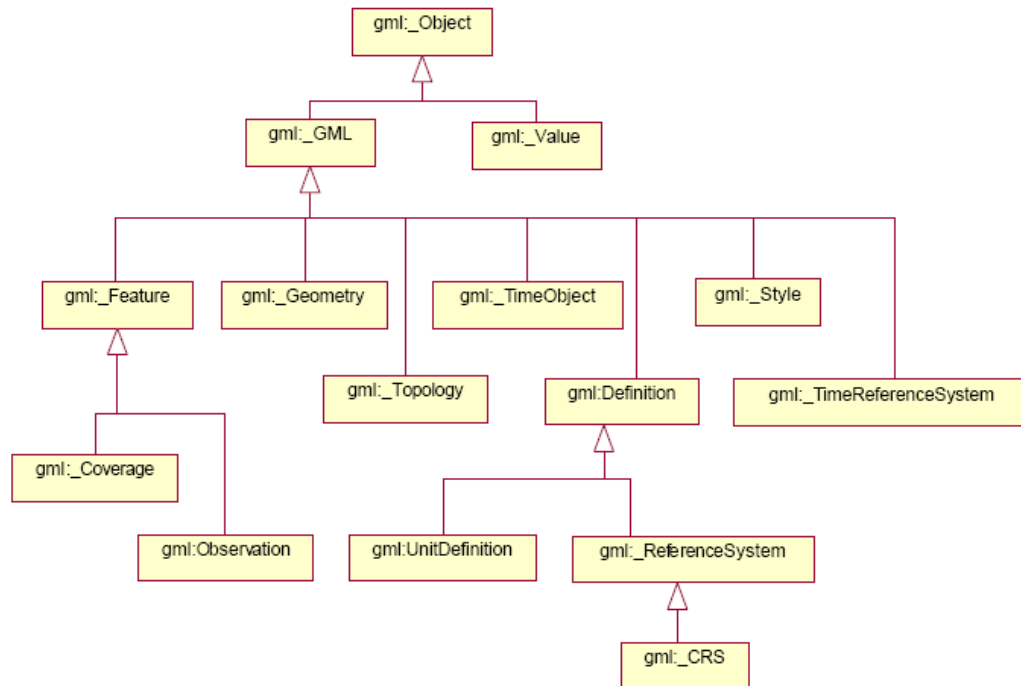 gml:_Object
gml:_GML
gml:_Value
gml:_Feature
gml:_Geometry
gml:_TimeObject
gml:_Style
gml:_Topology
gml:Definition
gml:_TimeReferenceSystem
gml:_Coverage
gml:Observation
gml:UnitDefinition
gml:_ReferenceSystem
gml:_CRS